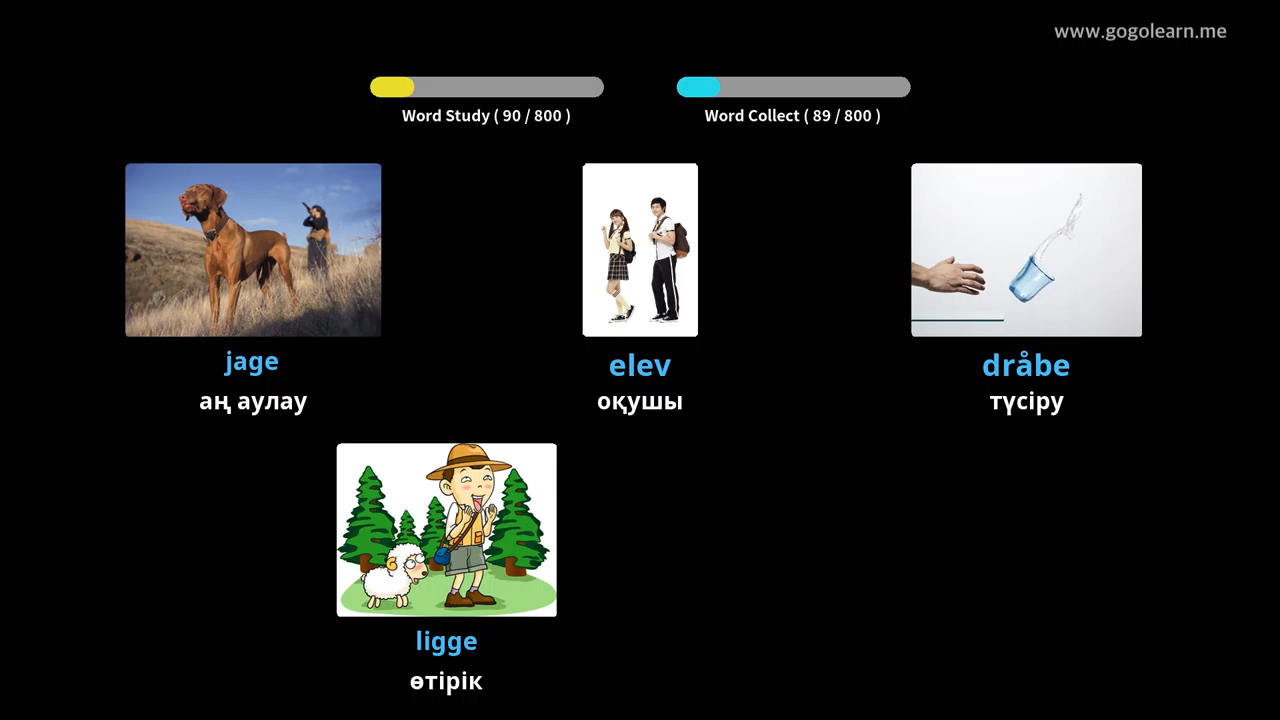 www.gogolearn.me
Word Study ( 90 / 800 )
Word Collect ( 89 / 800 )
jage
аң аулау
elev
оқушы
dråbe
түсіру
ligge
өтірік